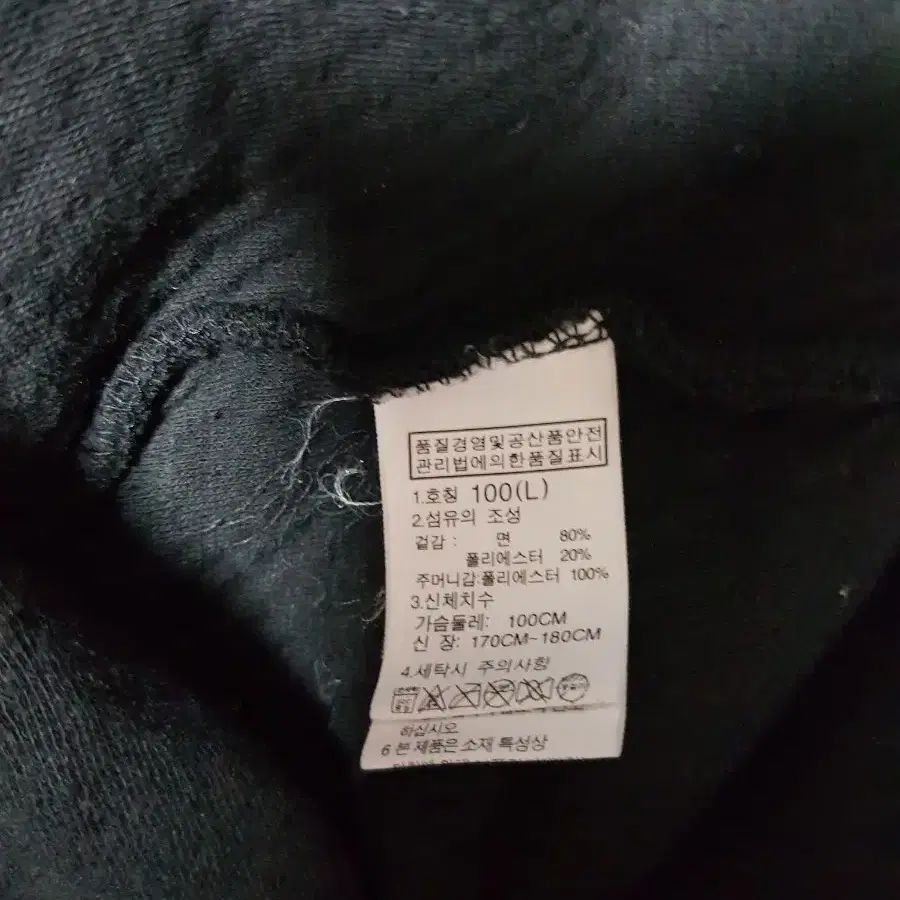 품질경영및공산품안전
관리법에의한품질표시
1.호칭 100(L)
2.섬유의 조성
겉감 : 면 80%
폴리에스터 20%
주머니감:폴리에스터 100%
3.신체치수
가슴둘레: 100CM
신 장: 170CM~180CM
4.세탁시 주의사항
하십시오
6 본 제품은 소재 특성상